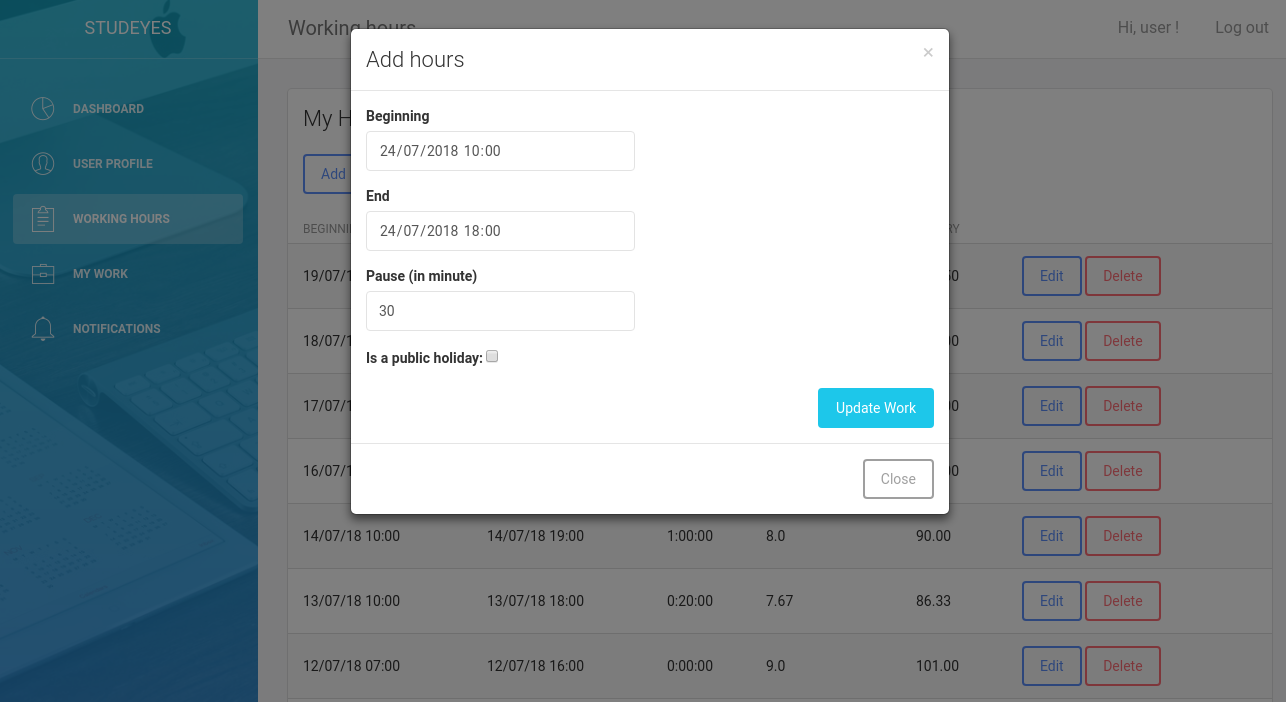 STUDEYES
DASHBOARD
USER PROFILE
WORKING HOURS
MY WORK
NOTIFICATIONS
Working hours
Hi, user !
Log out
My H
Add
BEGINNI
RY
Add hours
×
Beginning
24/07/2018 10:00
End
24/07/2018 18:00
Pause (in minute)
30
Is a public holiday:
Update Work
Close
19/07/1
0
Edit
Delete
18/07/1
00
Edit
Delete
17/07/1
00
Edit
Delete
16/07/1
00
Edit
Delete
14/07/18 10:00 14/07/18 19:00 1:00:00 8.0 90.00 Edit Delete
13/07/18 10:00 13/07/18 18:00 0:20:00 7.67 86.33 Edit Delete
12/07/18 07:00 12/07/18 16:00 0:00:00 9.0 101.00 Edit Delete